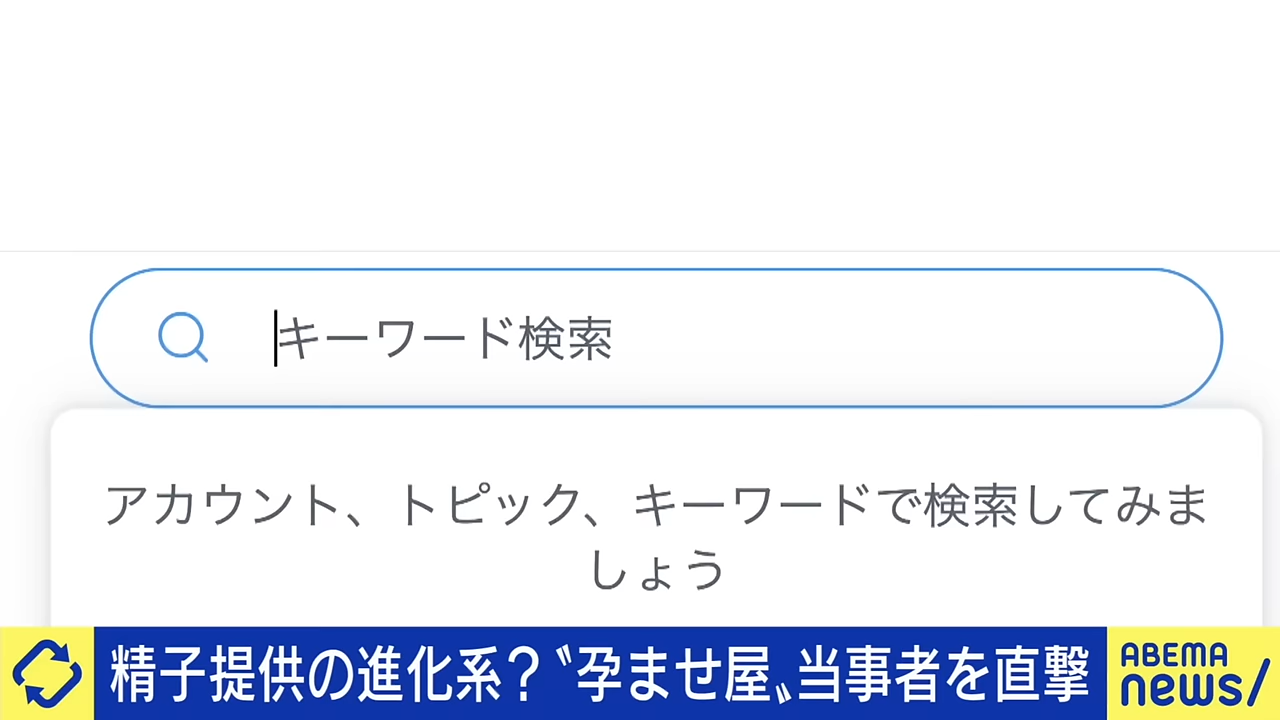 キーワード検索
アカウント、トピック、キーワードで検索してみま
しょう
精子提供の進化系？〝孕ませ屋〟当事者を直撃
ABEMA
news/